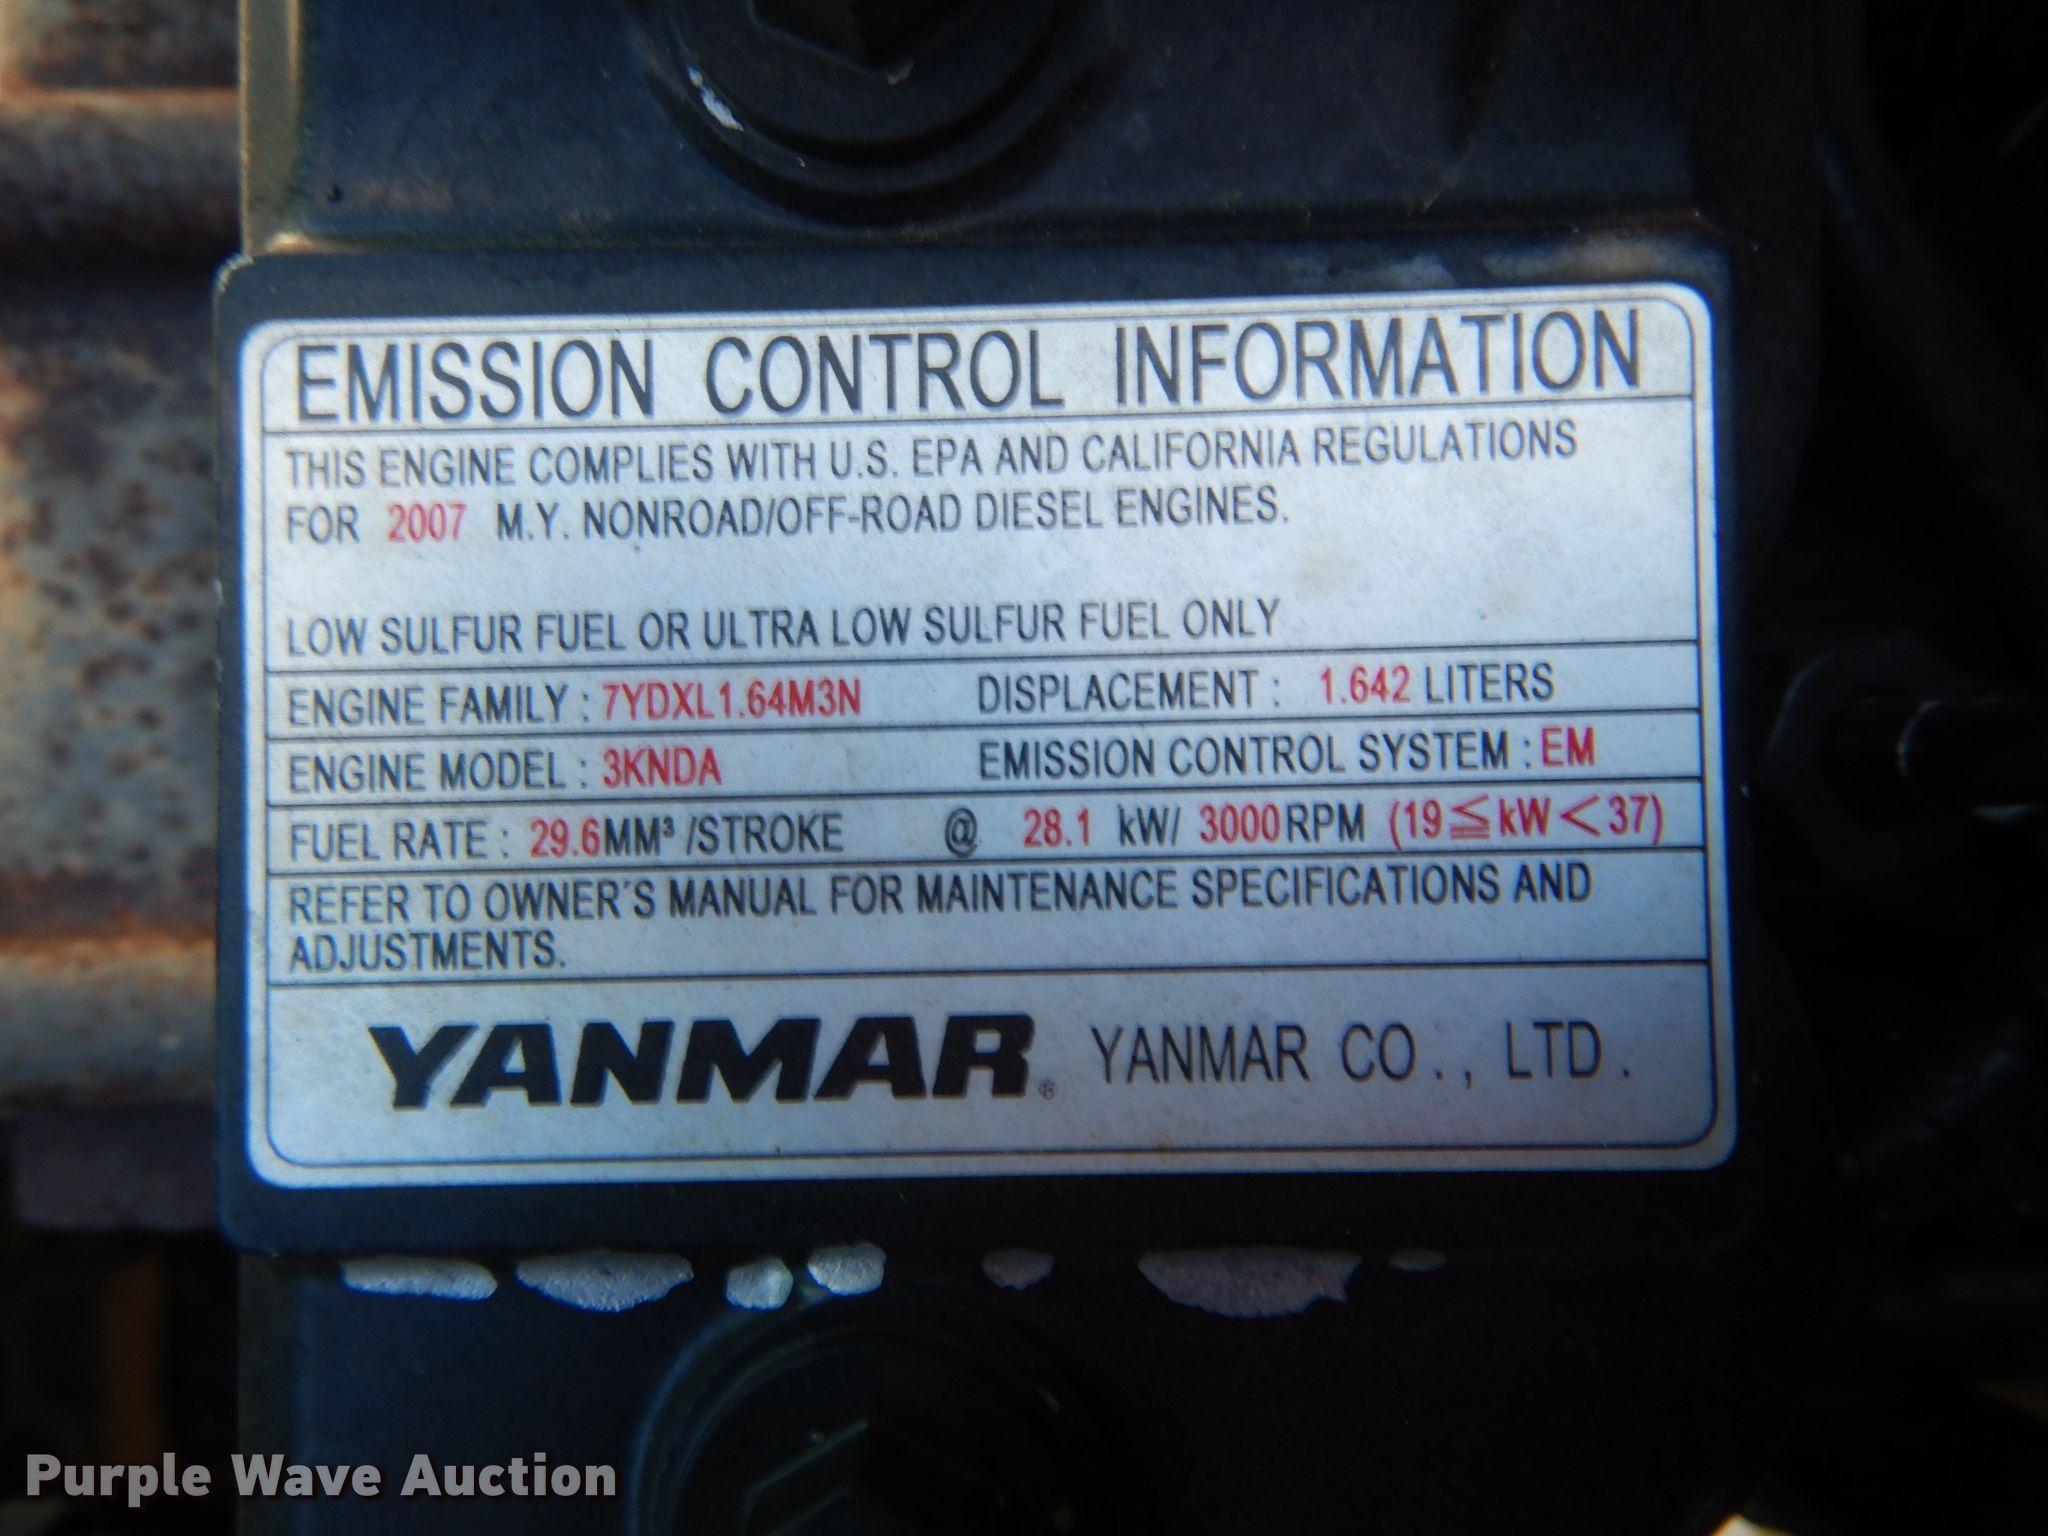 EMISSION CONTROL INFORMATION
THIS ENGINE COMPLIES WITH U.S. EPA AND CALIFORNIA REGULATIONS
FOR 2007 M.Y. NONROAD/OFF-ROAD DIESEL ENGINES.
LOW SULFUR FUEL OR ULTRA LOW SULFUR FUEL ONLY
ENGINE FAMILY : 7YDXL1.64M3N DISPLACEMENT : 1.642 LITERS
ENGINE MODEL : 3KNDA EMISSION CONTROL SYSTEM : EM
FUEL RATE : 29.6MM³ /STROKE @ 28.1 kW/ 3000RPM (19≦kW<37)
REFER TO OWNER'S MANUAL FOR MAINTENANCE SPECIFICATIONS AND
ADJUSTMENTS.
YANMAR® YANMAR CO., LTD.
Purple Wave Auction